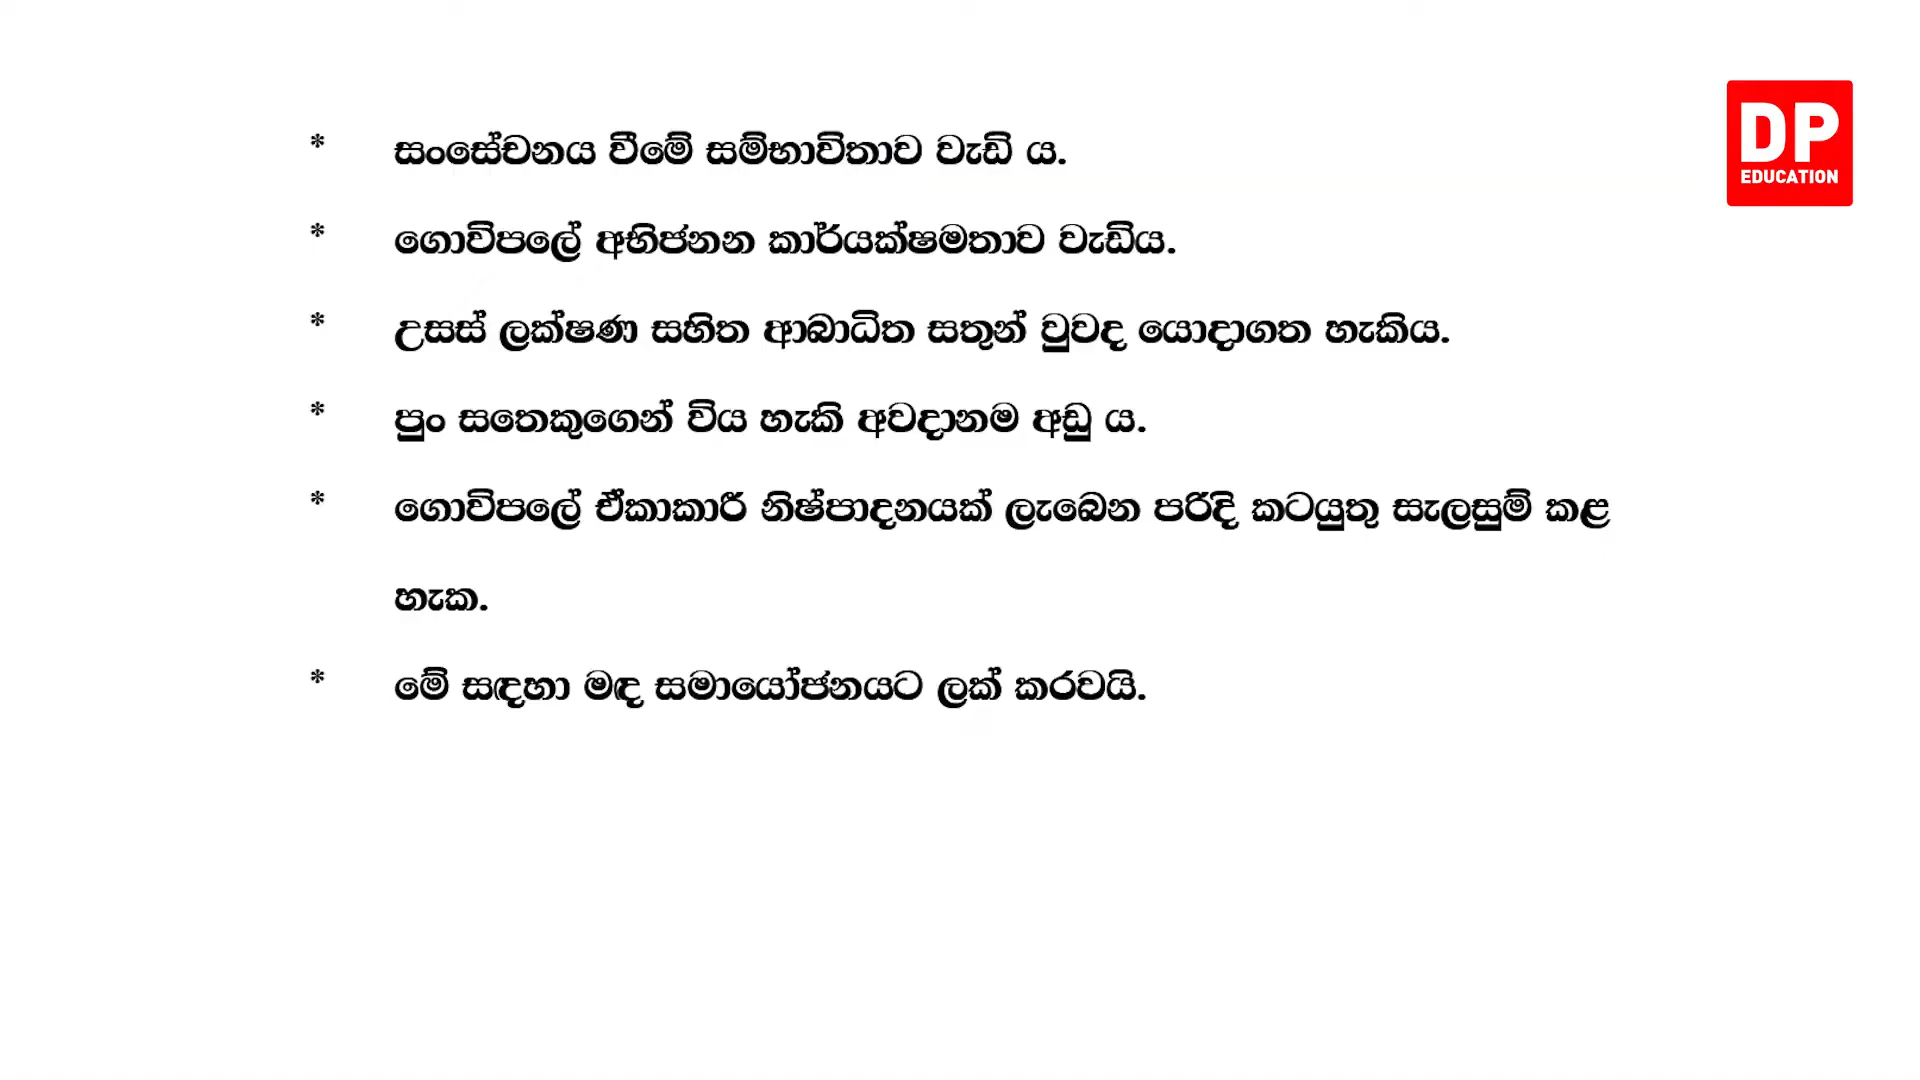 * සංසේචනය වීමේ සම්භාවිතාව වැඩි ය.
DP
EDUCATION
* ගොවිපලේ අභිජනන කාර්යක්ෂමතාව වැඩිය.
* උසස් ලක්ෂණ සහිත ආබාධිත සතුන් වුවද යොදාගත හැකිය.
* පුං සතෙකුගෙන් විය හැකි අවදානම අඩු ය.
* ගොවිපලේ ඒකාකාරී නිෂ්පාදනයක් ලැබෙන පරිදි කටයුතු සැලසුම් කළ
හැක.
* මේ සඳහා මඳ සමායෝජනයට ලක් කරවයි.